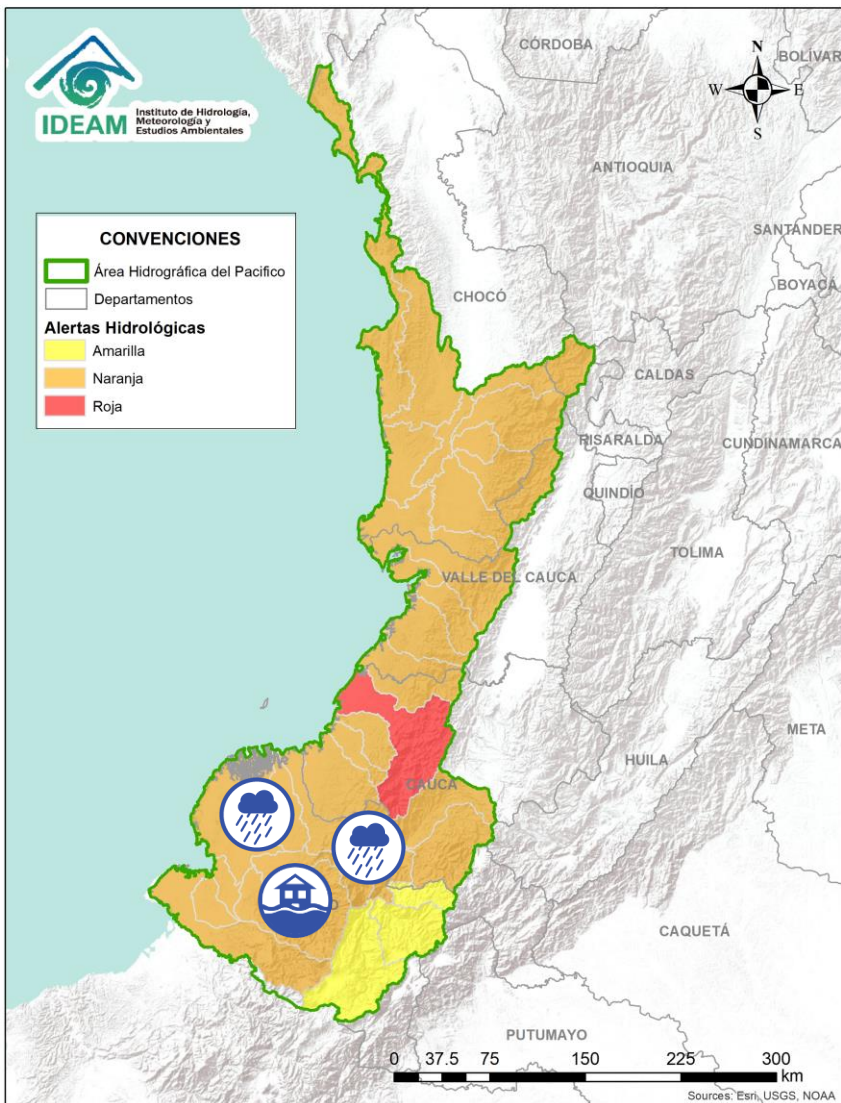 IDEAM
Instituto de Hidrología,
Meteorología y
Estudios Ambientales
CÓRDOBA
BOLÍVAR
N
W E
S
ANTIOQUIA
SANTANDER
CONVENCIONES
Área Hidrográfica del Pacifico
Departamentos
Alertas Hidrológicas
Amarilla
Naranja
Roja
BOYACÁ
CHOCÓ
CALDAS
RISARALDA
CUNDINAMARCA
QUINDÍO
TOLIMA
VALLE DEL CAUCA
META
HUILA
CAUCA
CAQUETÁ
PUTUMAYO
0 37.5 75 150 225 300
km
Sources: Esri, USGS, NOAA